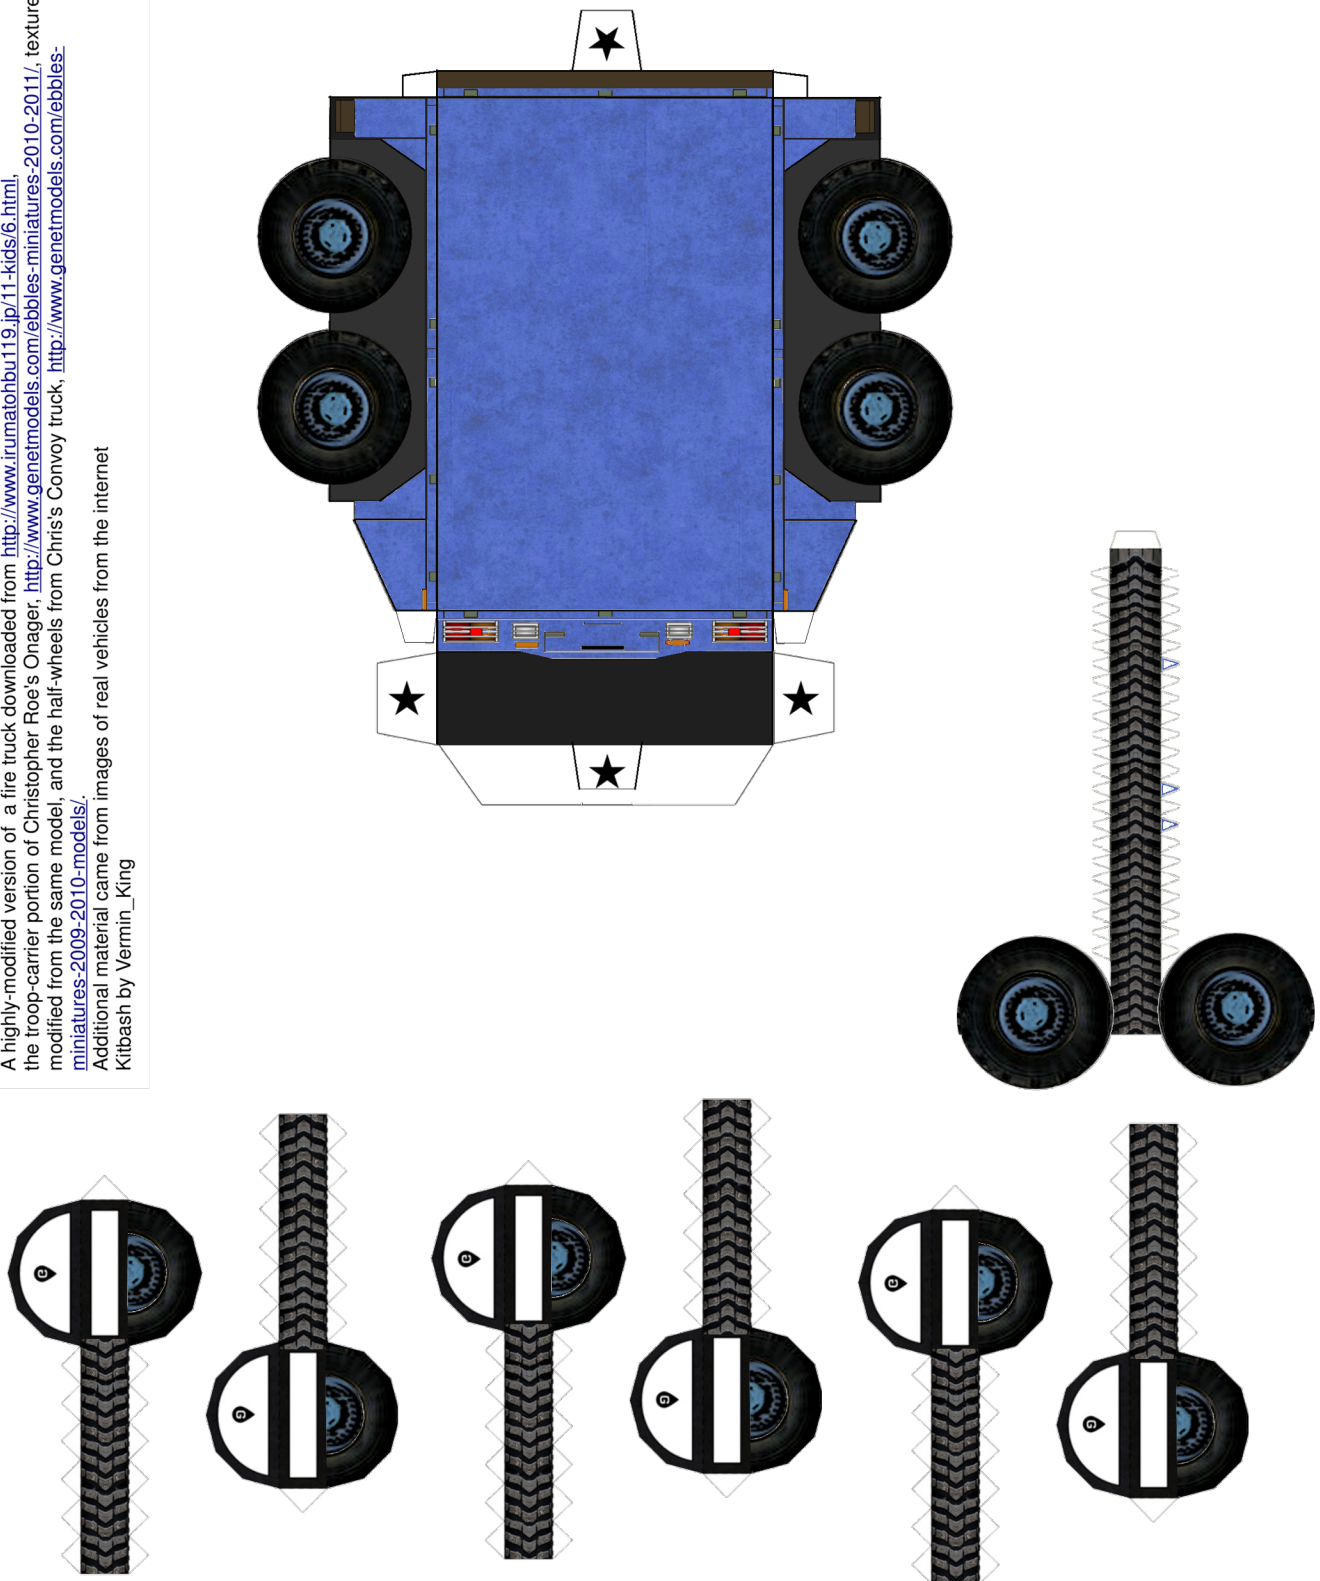 A highly-modified version of a fire truck downloaded from http://www.irumatohbu119.jp/11-kids/6.html,
the troop-carrier portion of Christopher Roe's Onager, http://www.genetmodels.com/ebbles-miniatures-2010-2011/, texture
modified from the same model, and the half-wheels from Chris's Convoy truck, http://www.genetmodels.com/ebbles-
miniatures-2009-2010-models/.
Additional material came from images of real vehicles from the internet
Kitbash by Vermin_King
G
G
G
G
G
G